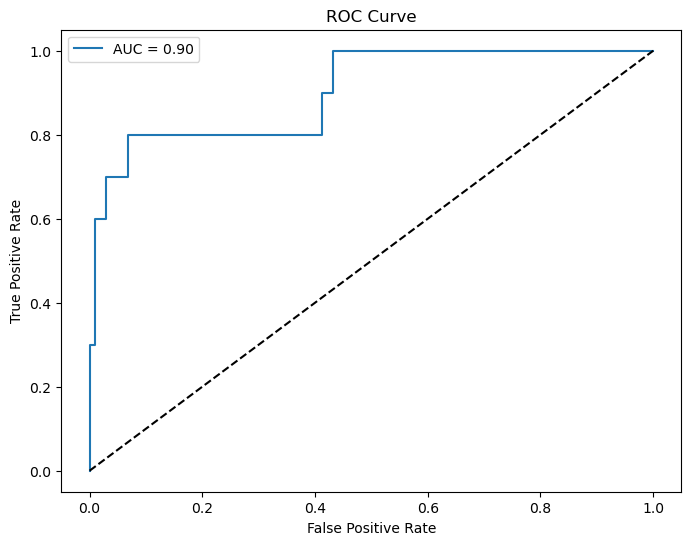 ROC Curve
AUC = 0.90
True Positive Rate
1.0
0.8
0.6
0.4
0.2
0.0
0.0 0.2 0.4 0.6 0.8 1.0
False Positive Rate